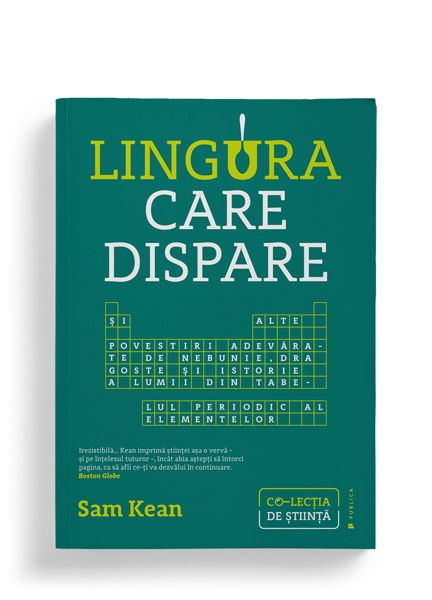 LINGURA
CARE
DISPARE
ȘI ALTE
POVESTIRI ADEVĂRA-
TE DE NEBUNIE, DRA
GOSTE ȘI ISTORIE
A LUMII DIN TABE-
LUL PERIODIC AL
ELEMENTELOR
Irezistibilă... Kean imprimă științei așa o vervă –
și pe înțelesul tuturor –, încât abia aștepți să întorci
pagina, ca să afli ce-ți va dezvălui în continuare.
Boston Globe
Sam Kean
CO-LECȚIA
DE ȘTIINȚĂ
PUBLICA